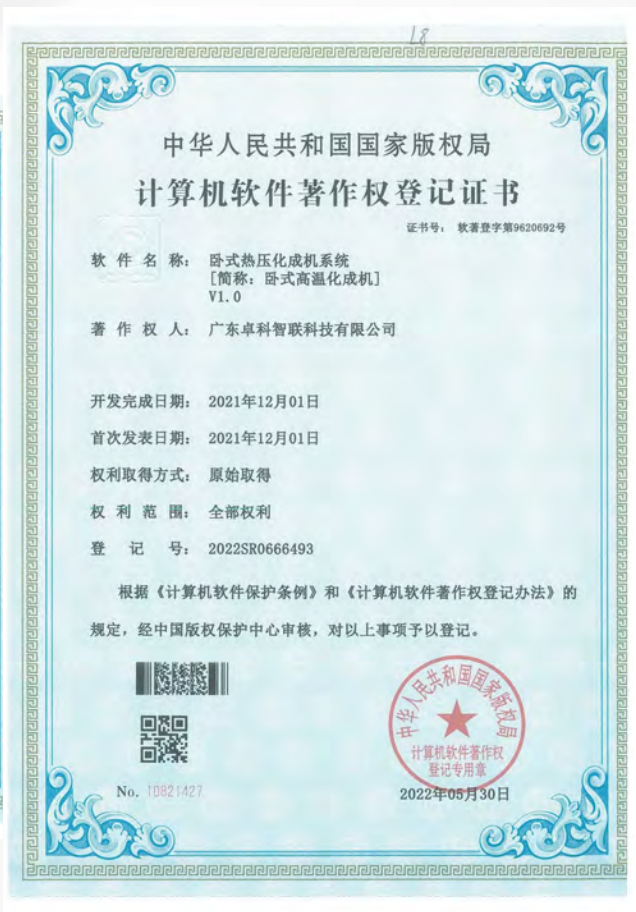 L8
中华人民共和国国家版权局
计算机软件著作权登记证书
证书号： 软著登字第9620692号
软 件 名 称： 卧式热压化成机系统
[简称：卧式高温化成机]
V1.0
著 作 权 人： 广东卓科智联科技有限公司
开发完成日期： 2021年12月01日
首次发表日期： 2021年12月01日
权利取得方式： 原始取得
权 利 范 围： 全部权利
登 记 号： 2022SR0666493
根据《计算机软件保护条例》和《计算机软件著作权登记办法》的
规定，经中国版权保护中心审核，对以上事项予以登记。
中华人民共和国国家版权局
计算机软件著作权
登记专用章
No. 10821427
2022年05月30日